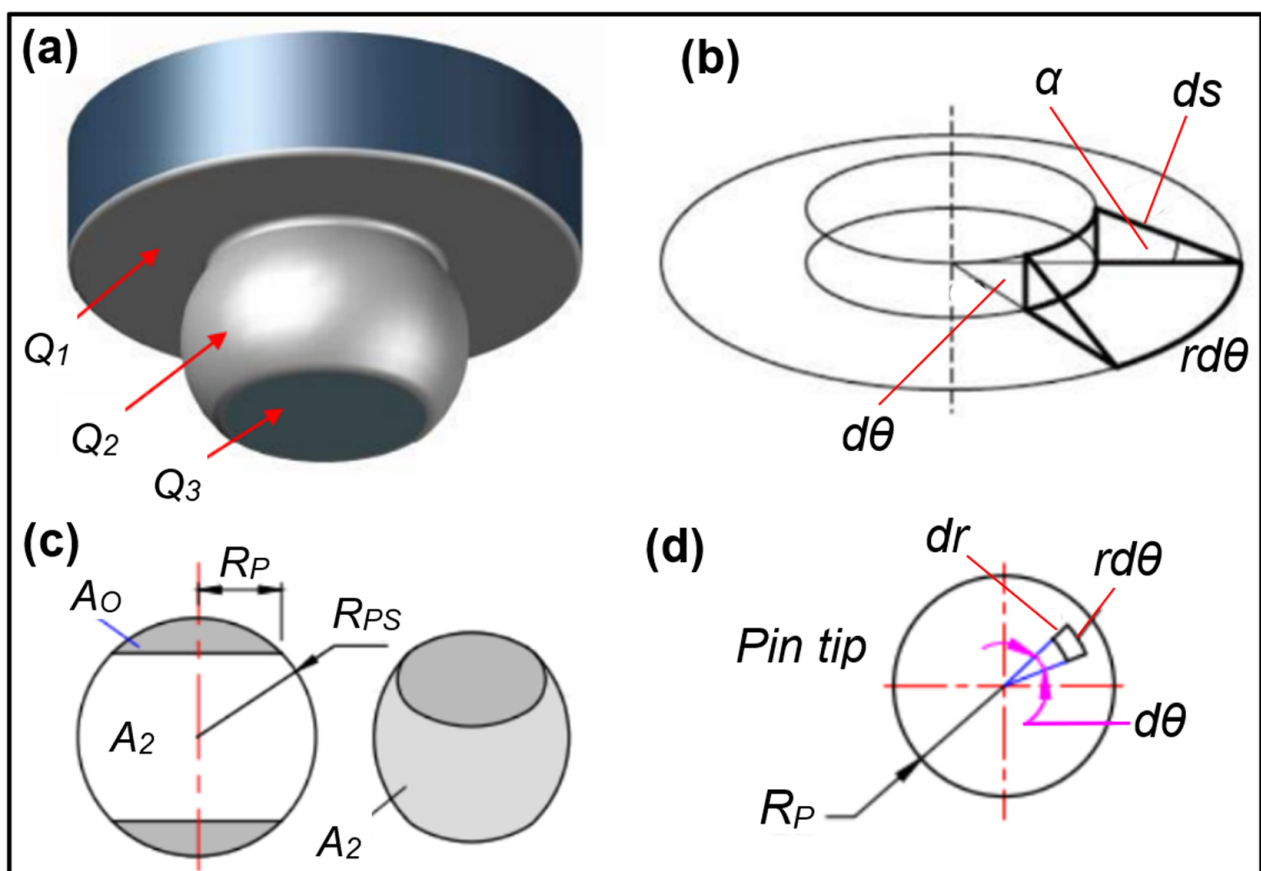 (a)
Q1
Q2
Q3
(b)
α
ds
rdθ
dθ
(c)
RP
AO
RPS
A2
A2
(d)
dr
rdθ
Pin tip
dθ
RP